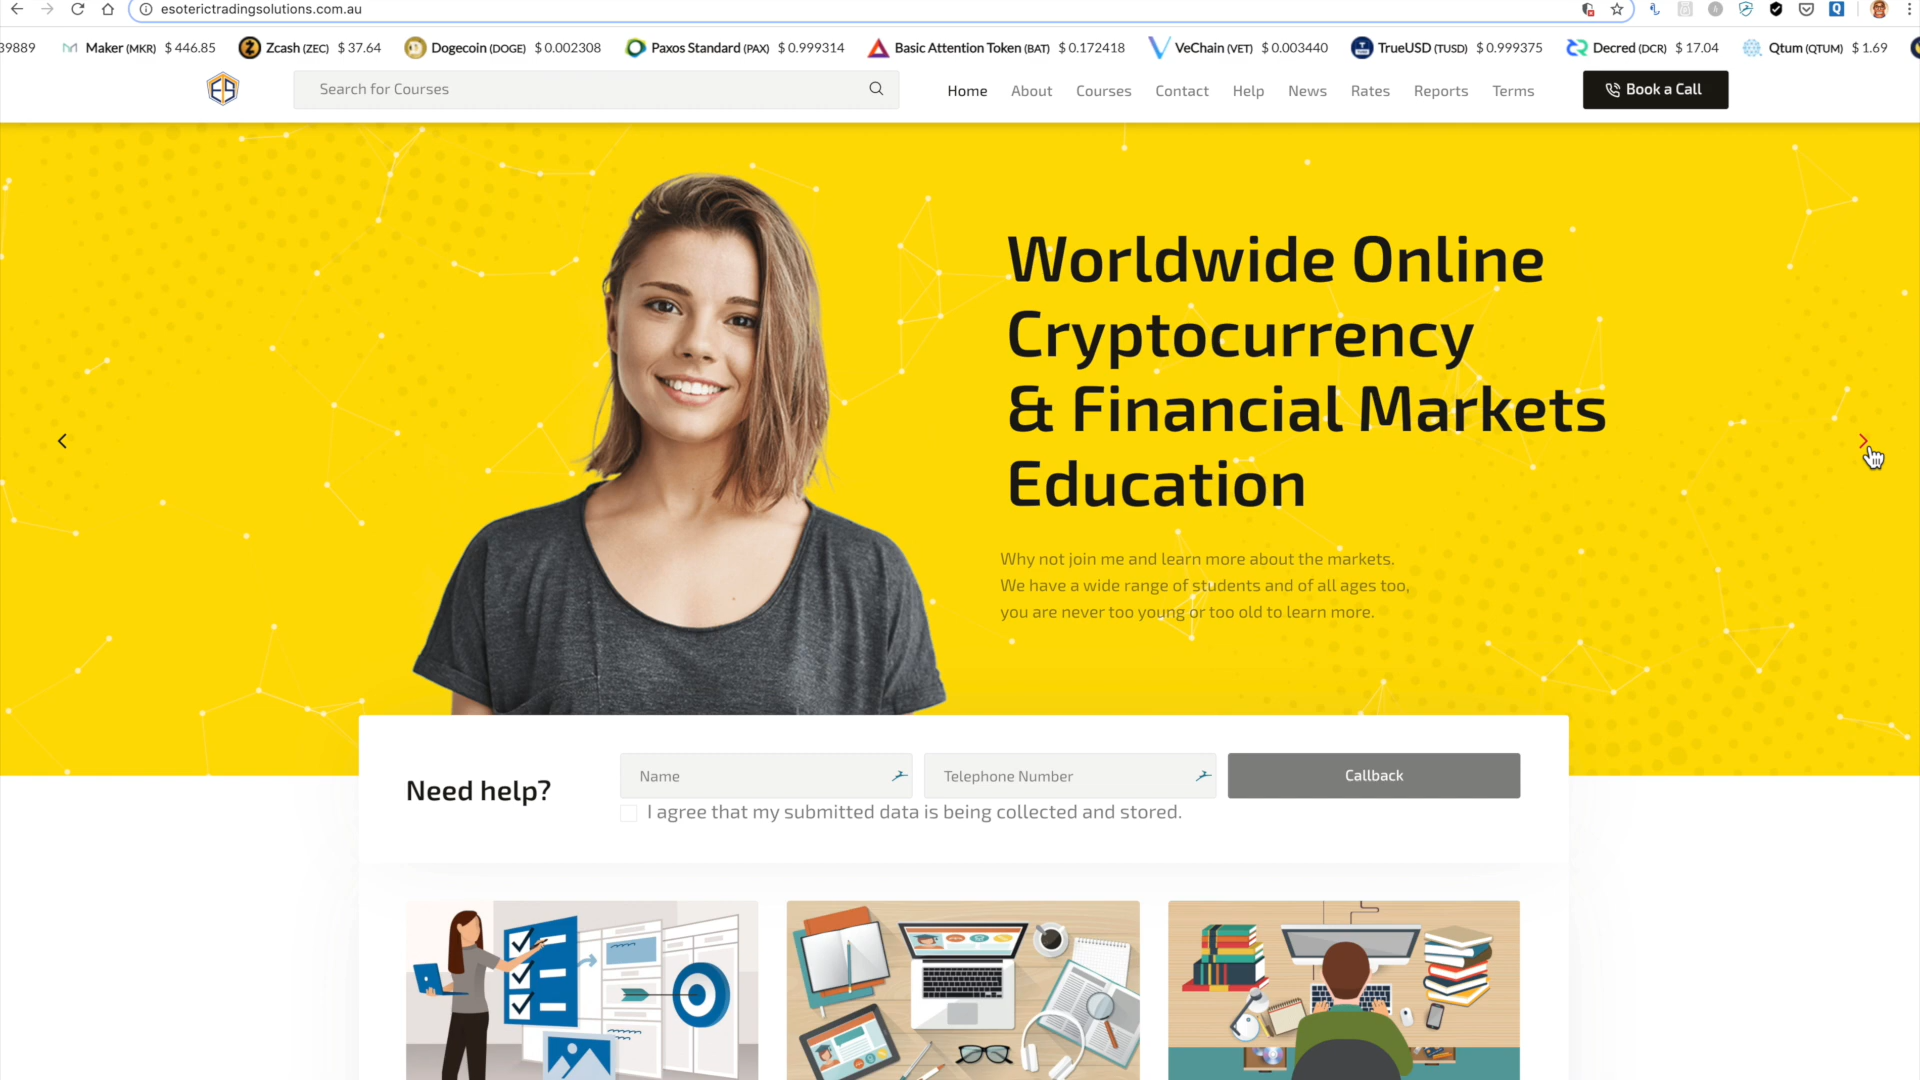 esoterictradingsolutions.com.au
39889 Maker (MKR) $ 446.85 Zcash (ZEC) $ 37.64 Dogecoin (DOGE) $ 0.002308 Paxos Standard (PAX) $ 0.999314 Basic Attention Token (BAT) $ 0.172418 VeChain (VET) $ 0.003440 TrueUSD (TUSD) $ 0.999375 Decred (DCR) $ 17.04 Qtum (QTUM) $ 1.69
ES Search for Courses Home About Courses Contact Help News Rates Reports Terms Book a Call
Worldwide Online
Cryptocurrency
& Financial Markets
Education
Why not join me and learn more about the markets.
We have a wide range of students and of all ages too,
you are never too young or too old to learn more.
Need help? Name Telephone Number Callback
I agree that my submitted data is being collected and stored.